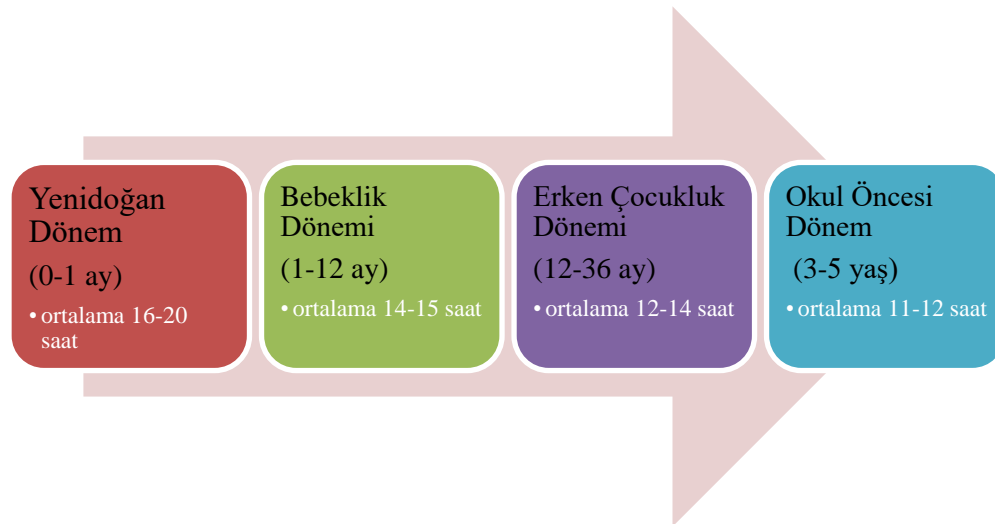 Yenidoğan
Dönem
(0-1 ay)
• ortalama 16-20
saat
Bebeklik
Dönemi
(1-12 ay)
• ortalama 14-15 saat
Erken Çocukluk
Dönemi
(12-36 ay)
• ortalama 12-14 saat
Okul Öncesi
Dönem
(3-5 yaş)
• ortalama 11-12 saat